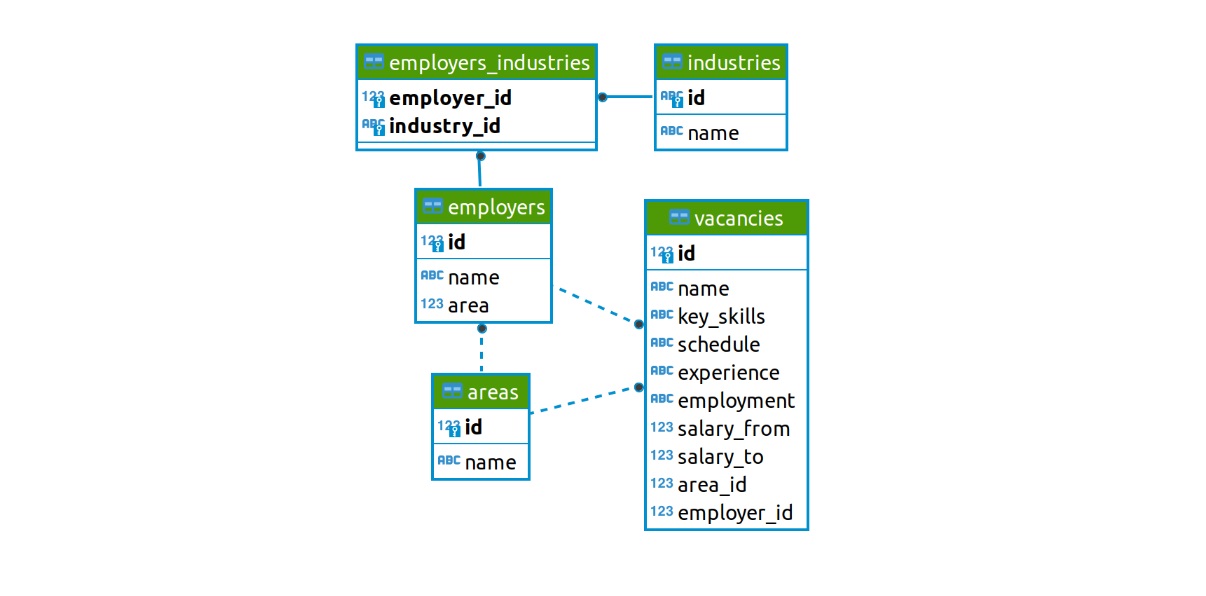 employers_industries
123 employer_id
ABC industry_id
industries
ABC id
ABC name
employers
123 id
ABC name
123 area
vacancies
123 id
ABC name
ABC key_skills
ABC schedule
ABC experience
ABC employment
123 salary_from
123 salary_to
123 area_id
123 employer_id
areas
123 id
ABC name